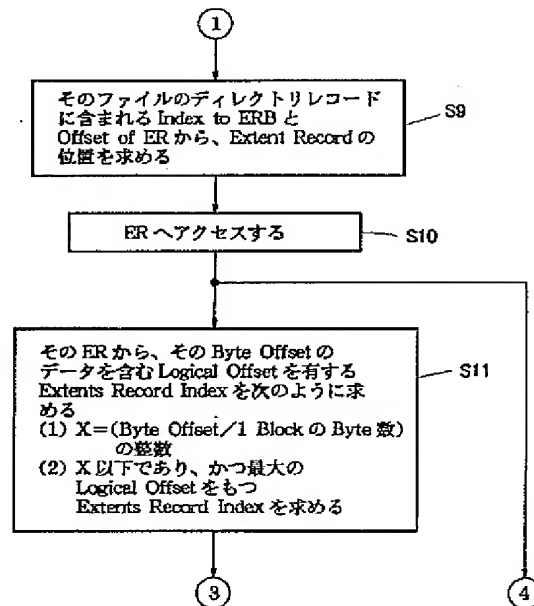 1
そのファイルのディレクトリレコード
に含まれる Index to ERB と
Offset of ER から、Extent Record の
位置を求める
S9
ER へアクセスする
S10
その ER から、その Byte Offset の
データを含む Logical Offset を有する
Extents Record Index を次のように求
める
(1) X=(Byte Offset/1 Block の Byte 数)
の整数
(2) X 以下であり、かつ最大の
Logical Offset をもつ
Extents Record Index を求める
S11
3
4